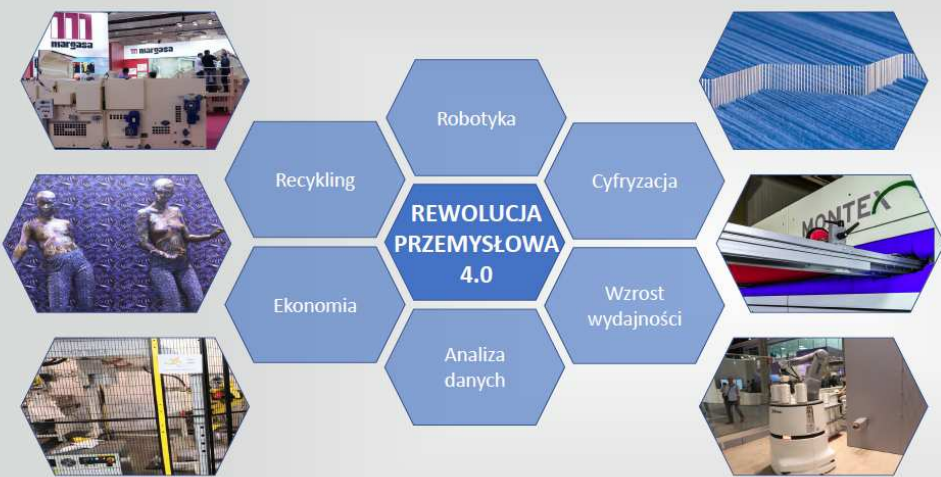 margasa
margasa
Robotyka
Recykling
Cyfryzacja
REWOLUCJA
PRZEMYSŁOWA
4.0
MONTEX
Ekonomia
Wzrost
wydajności
Analiza
danych